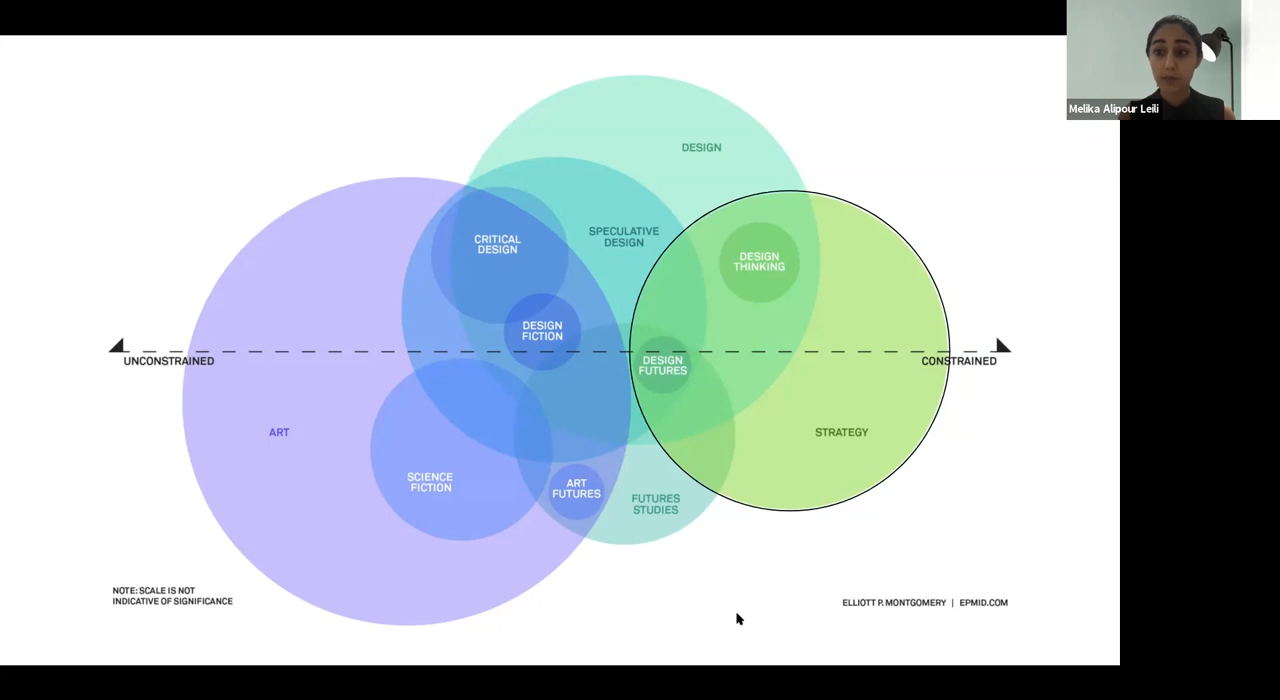 Melika Alipour Leili
DESIGN
SPECULATIVE
DESIGN
CRITICAL
DESIGN
DESIGN
THINKING
DESIGN
FICTION
DESIGN
FUTURES
UNCONSTRAINED
CONSTRAINED
ART
STRATEGY
SCIENCE
FICTION
ART
FUTURES
FUTURES
STUDIES
NOTE: SCALE IS NOT
INDICATIVE OF SIGNIFICANCE
ELLIOTT P. MONTGOMERY | EPMID.COM